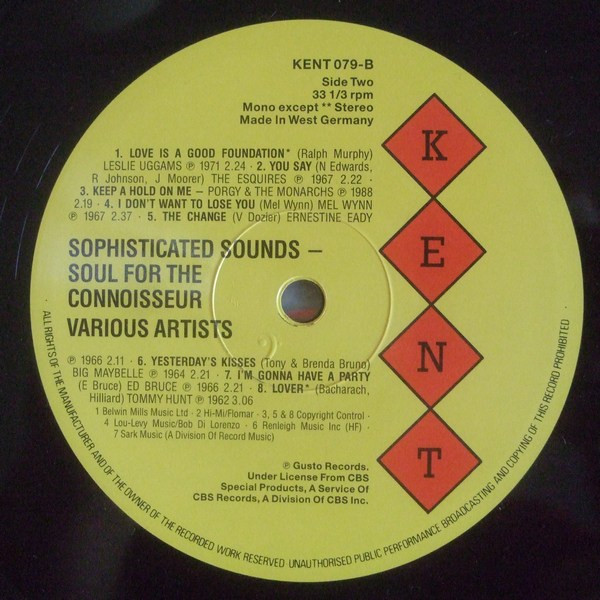 KENT 079-B
Side Two
33 1/3 rpm
Mono except ** Stereo
Made In West Germany
K
E
N
T
1. LOVE IS A GOOD FOUNDATION* (Ralph Murphy)
LESLIE UGGAMS ℗ 1971 2.24 · 2. YOU SAY (N Edwards,
R Johnson, J Moorer) THE ESQUIRES ℗ 1967 2.22 ·
3. KEEP A HOLD ON ME – PORGY & THE MONARCHS ℗ 1988
2.19 · 4. I DON'T WANT TO LOSE YOU (Mel Wynn) MEL WYNN
℗ 1967 2.37 · 5. THE CHANGE (V Dozier) ERNESTINE EADY
SOPHISTICATED SOUNDS –
SOUL FOR THE
CONNOISSEUR
VARIOUS ARTISTS
℗ 1966 2.11 · 6. YESTERDAY'S KISSES (Tony & Brenda Bruno)
BIG MAYBELLE ℗ 1964 2.21 · 7. I'M GONNA HAVE A PARTY
(E Bruce) ED BRUCE ℗ 1966 2.21 · 8. LOVER* (Bacharach,
Hilliard) TOMMY HUNT ℗ 1962 3.06
1 Belwin Mills Music Ltd · 2 Hi-Mi/Flomar · 3, 5 & 8 Copyright Control ·
4 Lou-Levy Music/Bob Di Lorenzo · 6 Renleigh Music Inc (HF) ·
7 Sark Music (A Division Of Record Music)
℗ Gusto Records.
Under License From CBS
Special Products, A Service Of
CBS Records, A Division Of CBS Inc.
· ALL RIGHTS OF THE MANUFACTURER AND OF THE OWNER OF THE RECORDED WORK RESERVED · UNAUTHORISED PUBLIC PERFORMANCE BROADCASTING AND COPYING OF THIS RECORD PROHIBITED ·